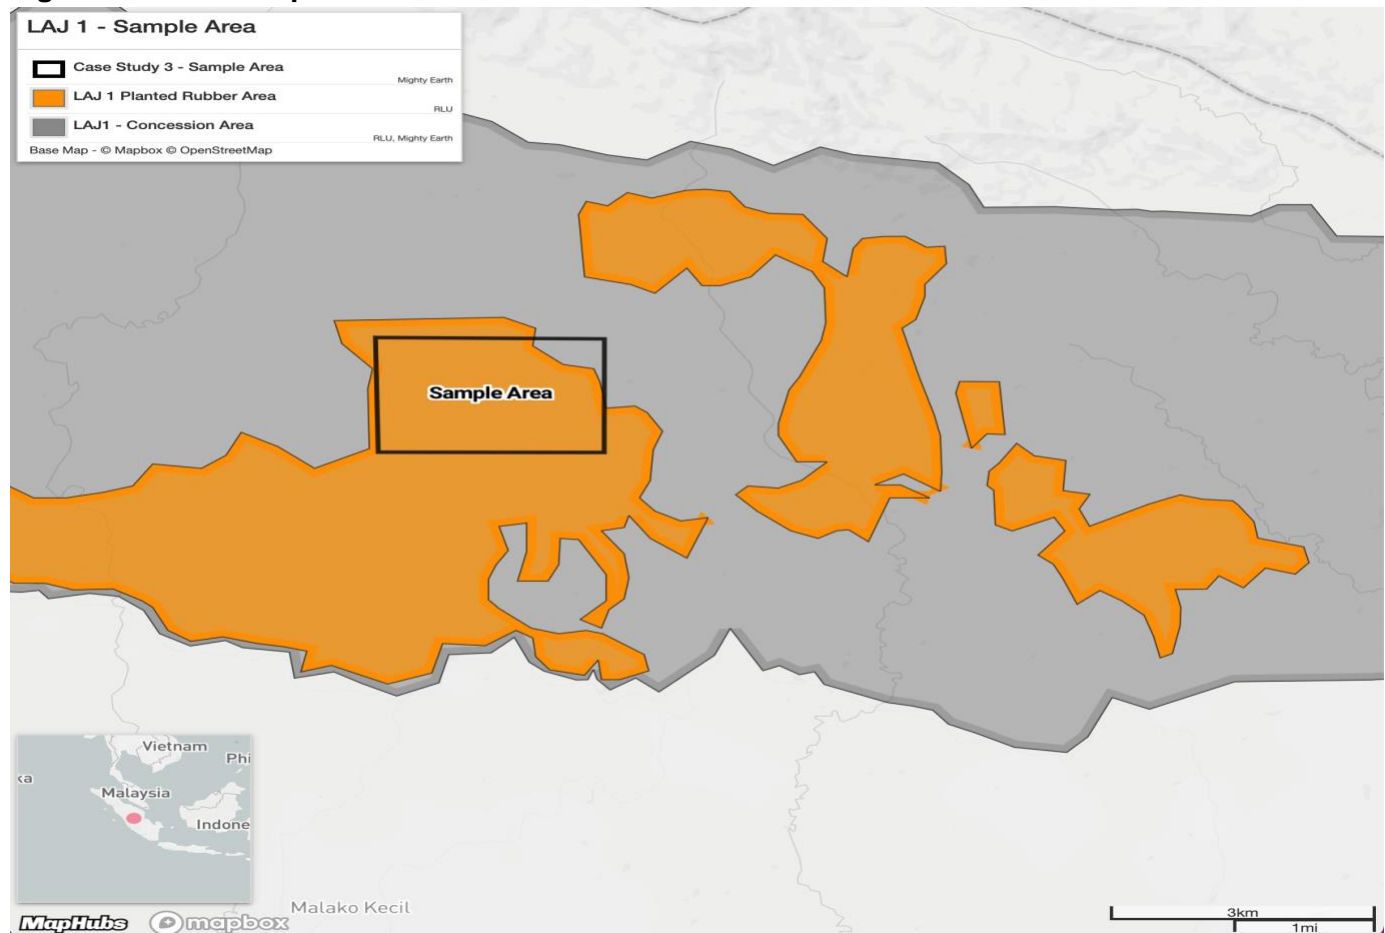 LAJ 1 - Sample Area
Case Study 3 - Sample Area
Mighty Earth
LAJ 1 Planted Rubber Area
RLU
LAJ1 - Concession Area
RLU, Mighty Earth
Base Map - © Mapbox © OpenStreetMap
Sample Area
Vietnam
Phi
ka
Malaysia
Indone
Malako Kecil
MapHubs
mapbox
3km
1mi